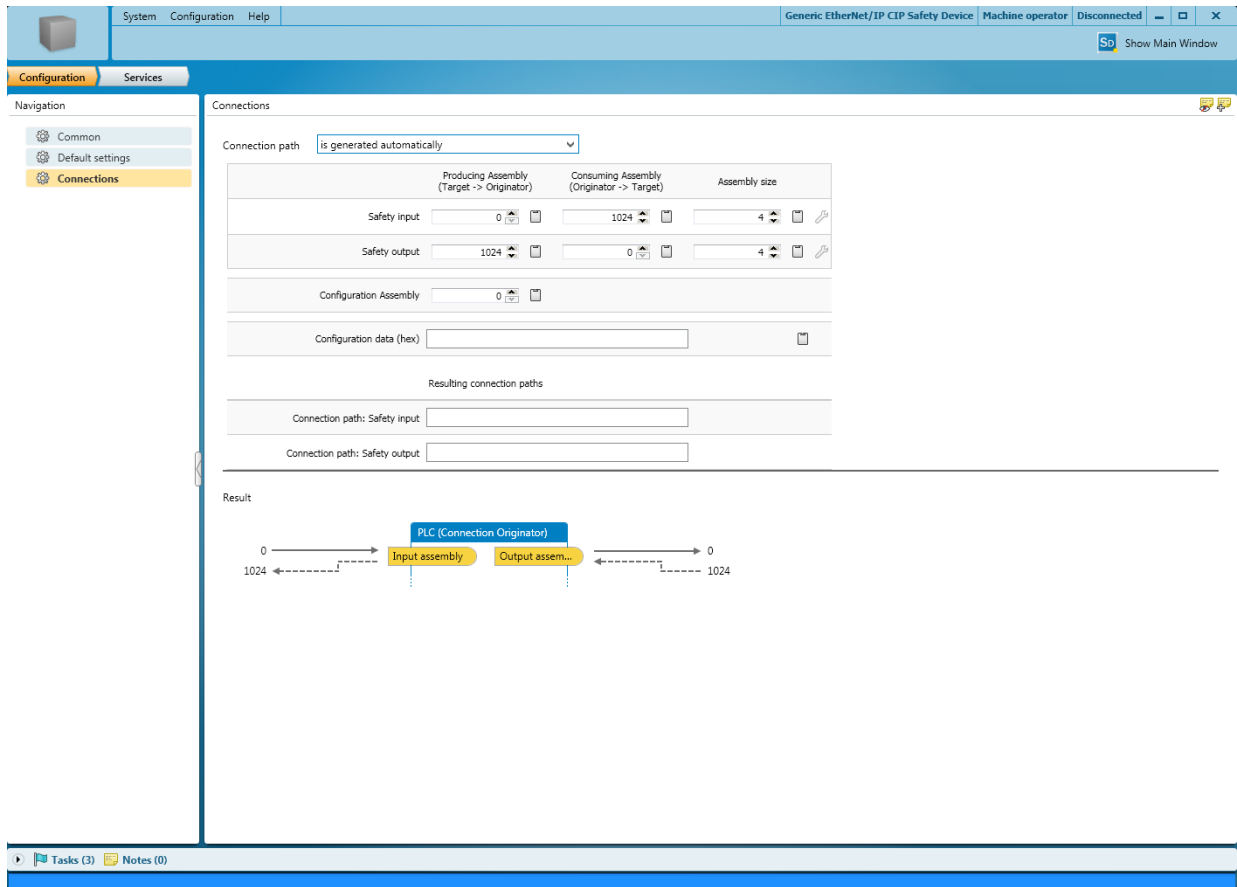 System Configuration Help
Generic EtherNet/IP CIP Safety Device Machine operator Disconnected
SD Show Main Window
Configuration Services
Navigation
Common
Default settings
Connections
Connections
Connection path is generated automatically
Producing Assembly
(Target -> Originator)
Consuming Assembly
(Originator -> Target)
Assembly size
Safety input 0 1024 4
Safety output 1024 0 4
Configuration Assembly 0
Configuration data (hex)
Resulting connection paths
Connection path: Safety input
Connection path: Safety output
Result
PLC (Connection Originator)
0 Input assembly Output assem... 0
1024 1024
Tasks (3) Notes (0)